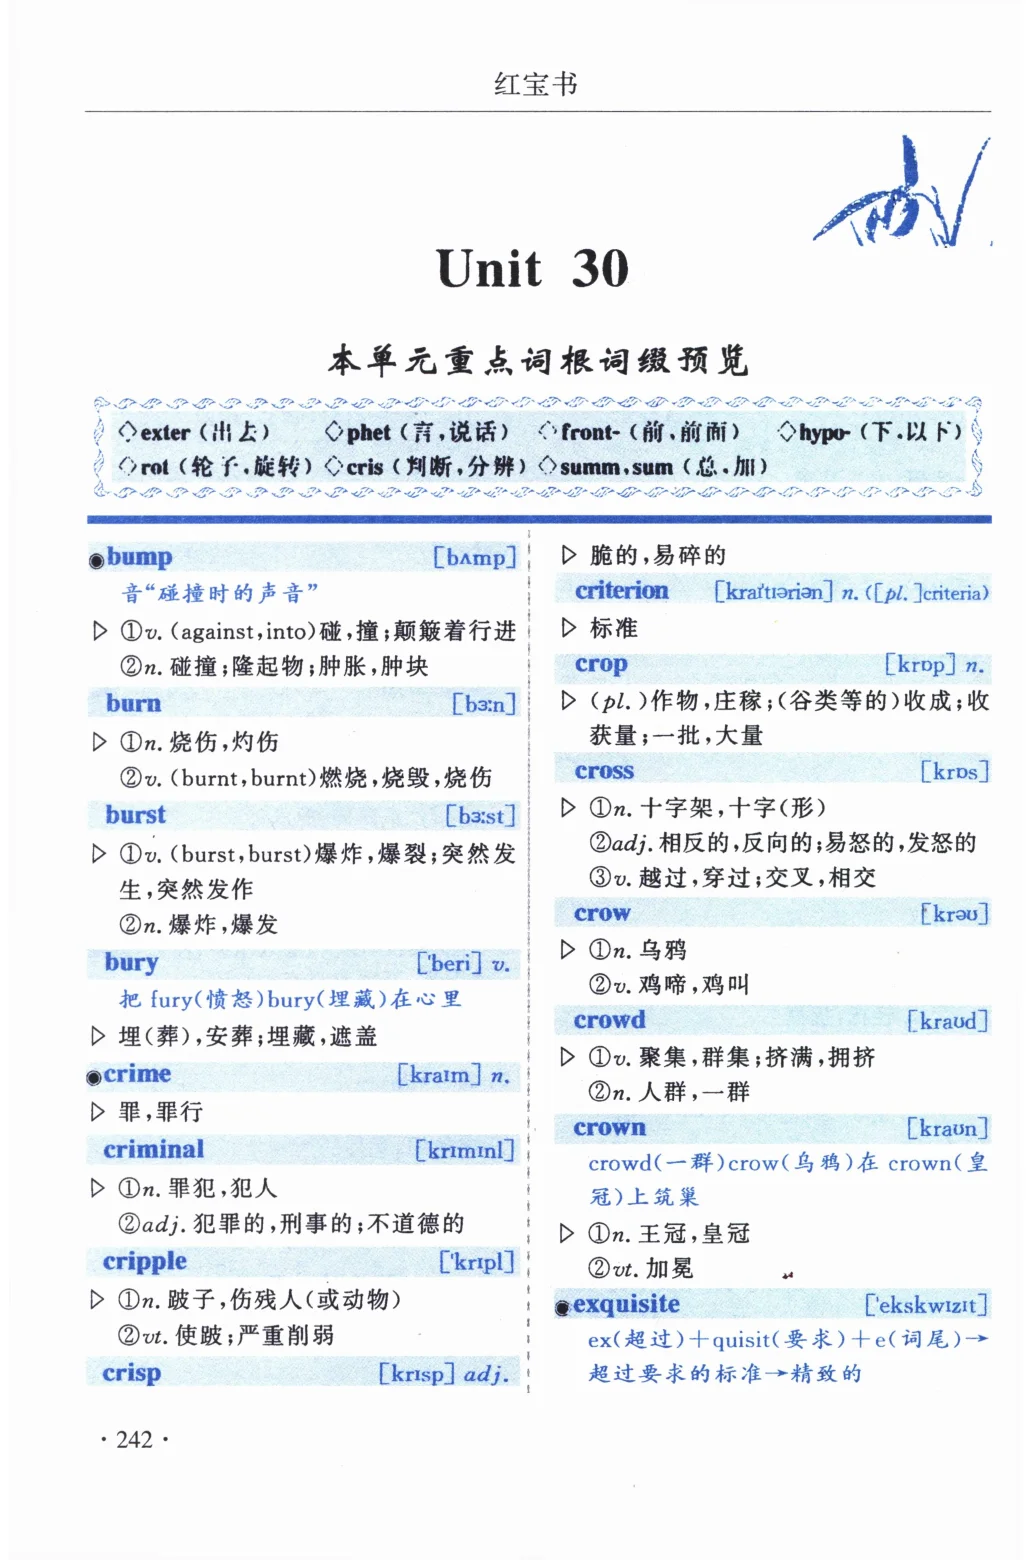 红宝书
Unit 30
本单元重点词根词缀预览
◇exter(出去) ◇phet(言,说话) ◇front-(前,前面) ◇hypo-(下,以下)
◇rot(轮子,旋转) ◇cris(判断,分辨) ◇summ,sum(总,加)
◉bump [bʌmp]
音“碰撞时的声音”
▷ ①v. (against,into)碰,撞;颠簸着行进
②n. 碰撞;隆起物;肿胀,肿块
burn [bɜːn]
▷ ①n. 烧伤,灼伤
②v. (burnt,burnt)燃烧,烧毁,烧伤
burst [bɜːst]
▷ ①v. (burst,burst)爆炸,爆裂;突然发
生,突然发作
②n. 爆炸,爆发
bury ['beri] v.
把 fury(愤怒)bury(埋藏)在心里
▷ 埋(葬),安葬;埋藏,遮盖
◉crime [kraɪm] n.
▷ 罪,罪行
criminal [krɪmɪnl]
▷ ①n. 罪犯,犯人
②adj. 犯罪的,刑事的;不道德的
cripple ['krɪpl]
▷ ①n. 跛子,伤残人(或动物)
②vt. 使跛;严重削弱
crisp [krɪsp] adj.
▷ 脆的,易碎的
criterion [kraɪ'tɪəriən] n. ([pl. ]criteria)
▷ 标准
crop [krɒp] n.
▷ (pl. )作物,庄稼;(谷类等的)收成;收
获量;一批,大量
cross [krɒs]
▷ ①n. 十字架,十字(形)
②adj. 相反的,反向的;易怒的,发怒的
③v. 越过,穿过;交叉,相交
crow [krəʊ]
▷ ①n. 乌鸦
②v. 鸡啼,鸡叫
crowd [kraʊd]
▷ ①v. 聚集,群集;挤满,拥挤
②n. 人群,一群
crown [kraʊn]
crowd(一群)crow(乌鸦)在 crown(皇
冠)上筑巢
▷ ①n. 王冠,皇冠
②vt. 加冕
◉exquisite ['ekskwɪzɪt]
ex(超过)+quisit(要求)+e(词尾)→
超过要求的标准→精致的
·242·